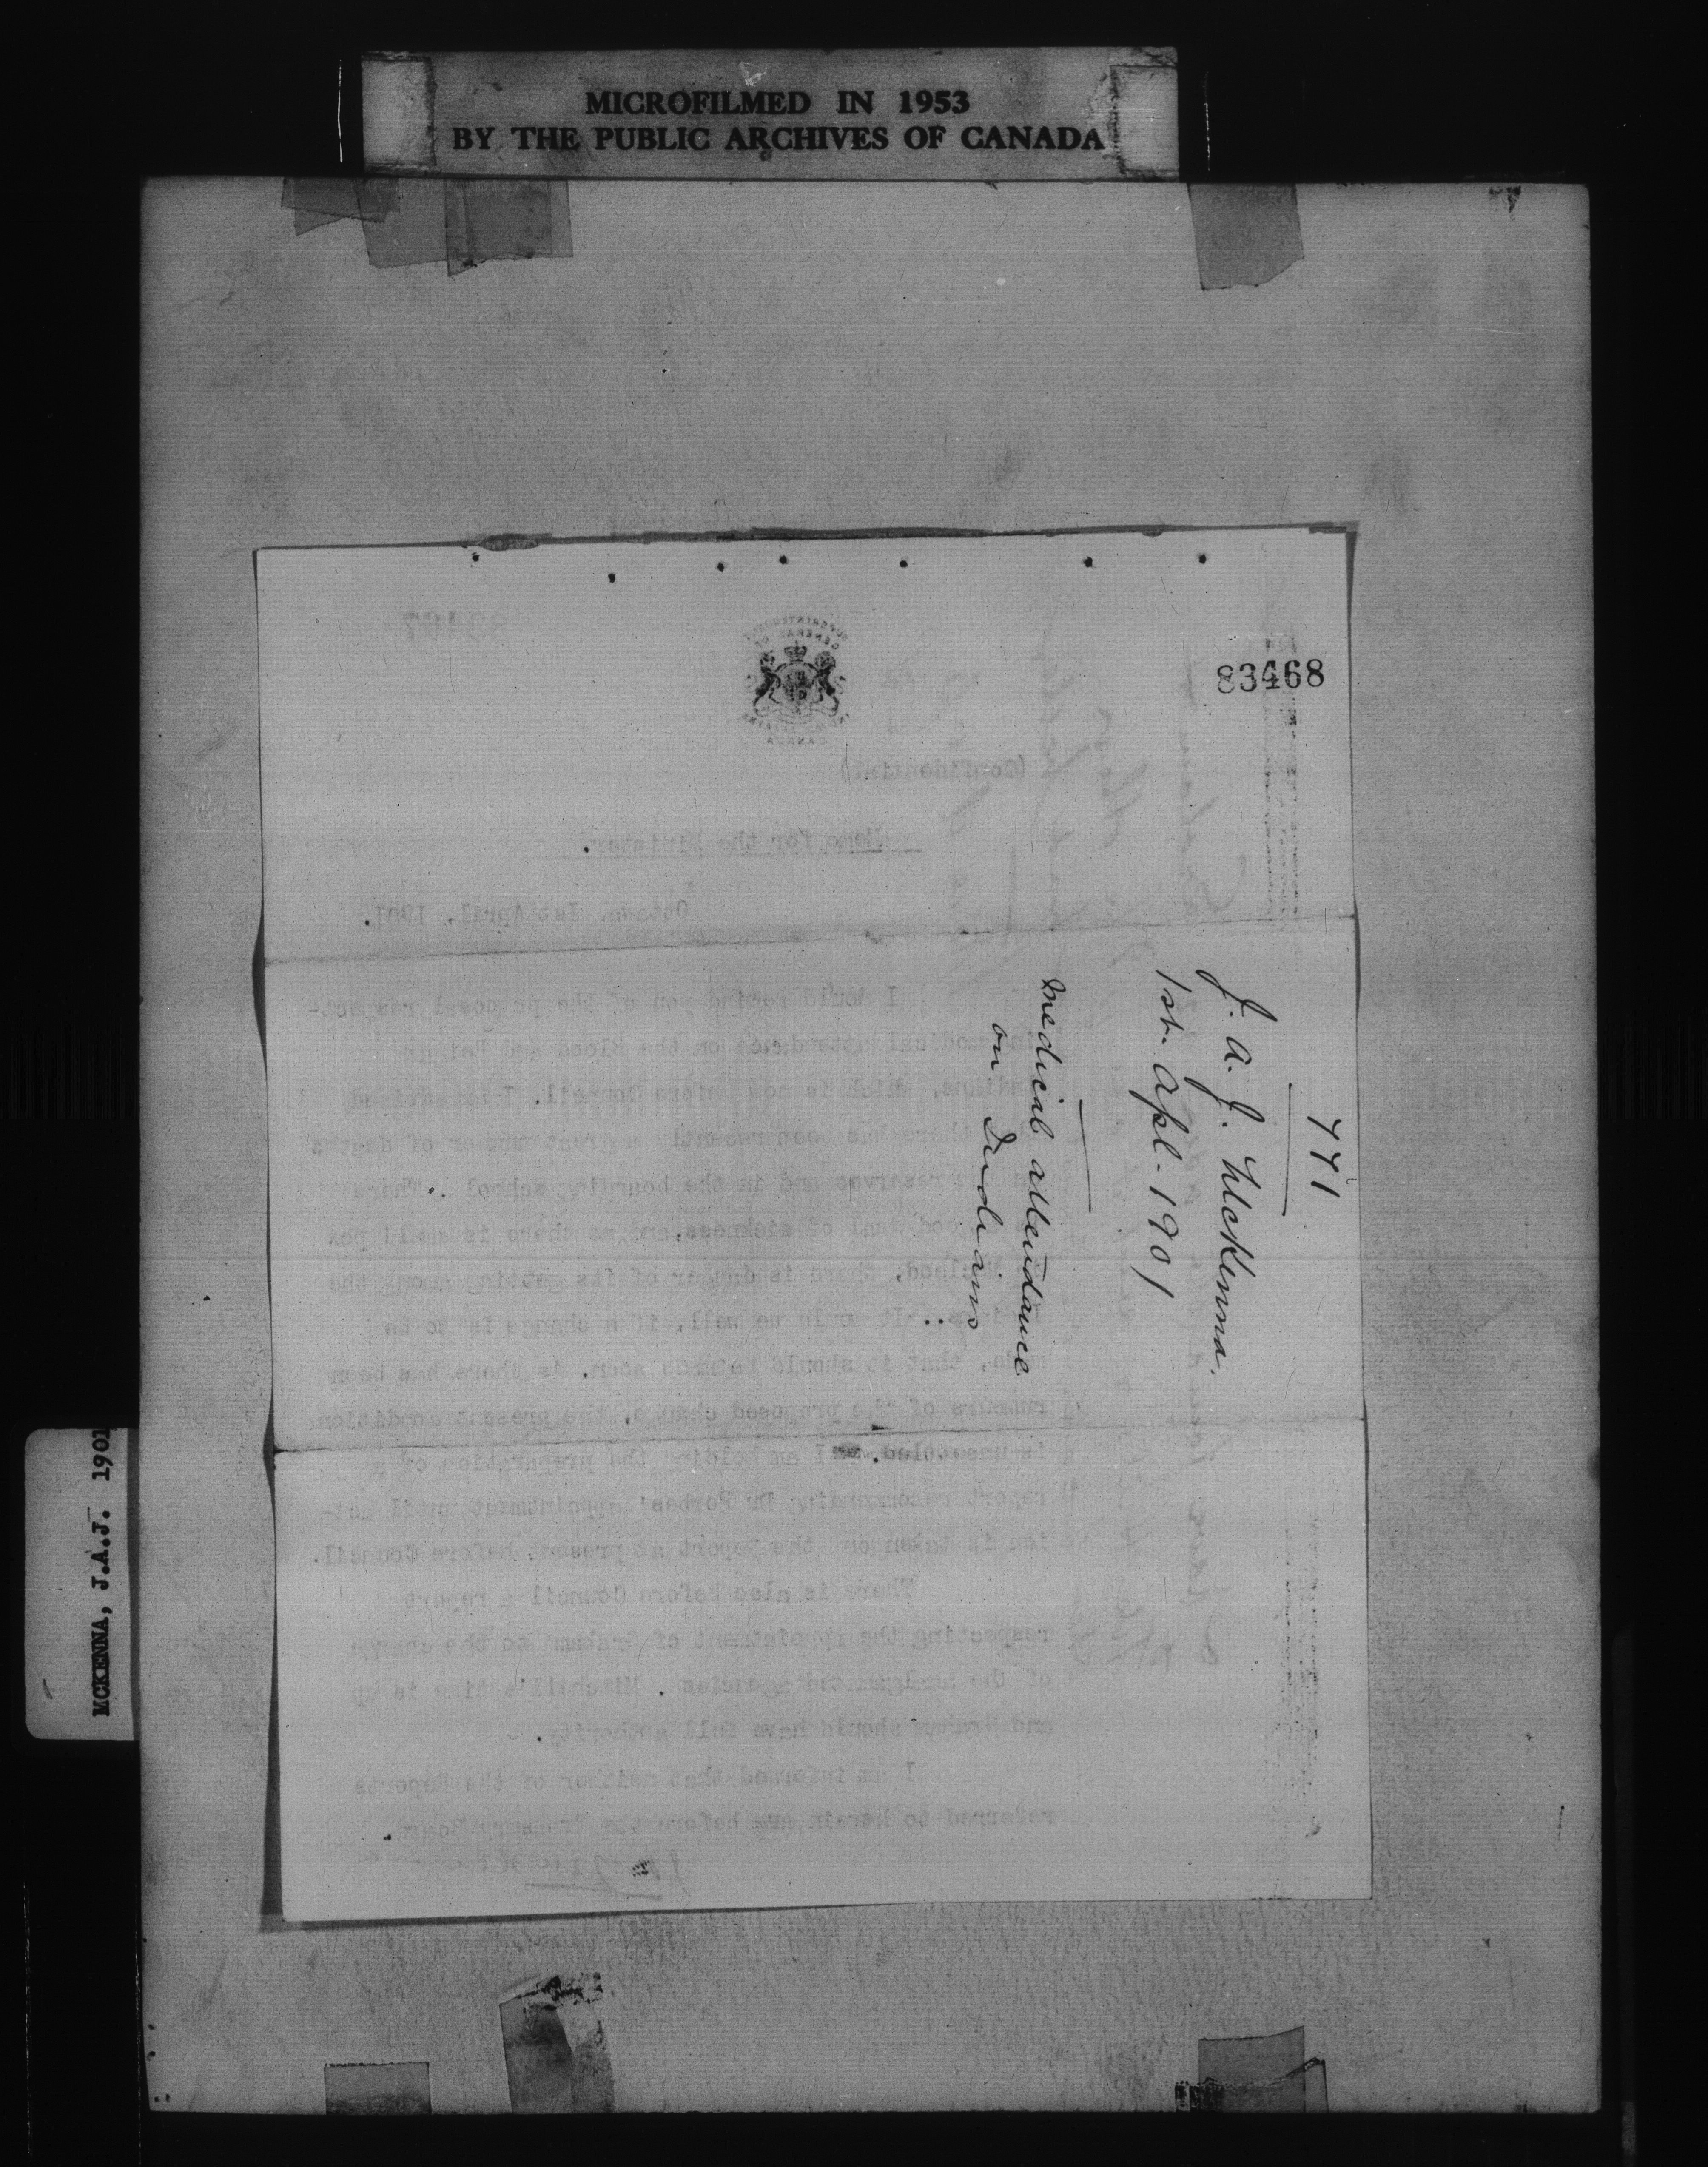 MICROFILMED IN 1953
BY THE PUBLIC ARCHIVES OF CANADA
83468
441
J. A. J. McKenna.
1st. Apl. 1901
Medical attendance
on Indians
MCKENNA, J.A.J. 1901
(Confidential)
Memo for the Minister.
Ottawa, 1st April, 1901.
I would remind you of the proposal respect-
ing medical attendance on the Blood and Peigan
Indians, which is now before Council. I am advised
that there has been recently a great number of deaths
on the reserves and in the boarding school. There
is a good deal of sickness, and as there is small pox
in McLeod, there is danger of its getting among the
Indians. It would be well, if a change is to be
made, that it should be made soon. As there has been
rumours of the proposed change, the present condition
is unsettled. I am holding the preparation of a
report recommending Dr Forbes' appointment until act-
ion is taken on the Report at present before Council.
There is also before Council a report
respecting the appointment of Graham to the charge
of the amalgamated agencies. Mitchell's time is up
and Graham should have full authority.
I am informed that neither of the Reports
referred to herein are before the Treasury Board.